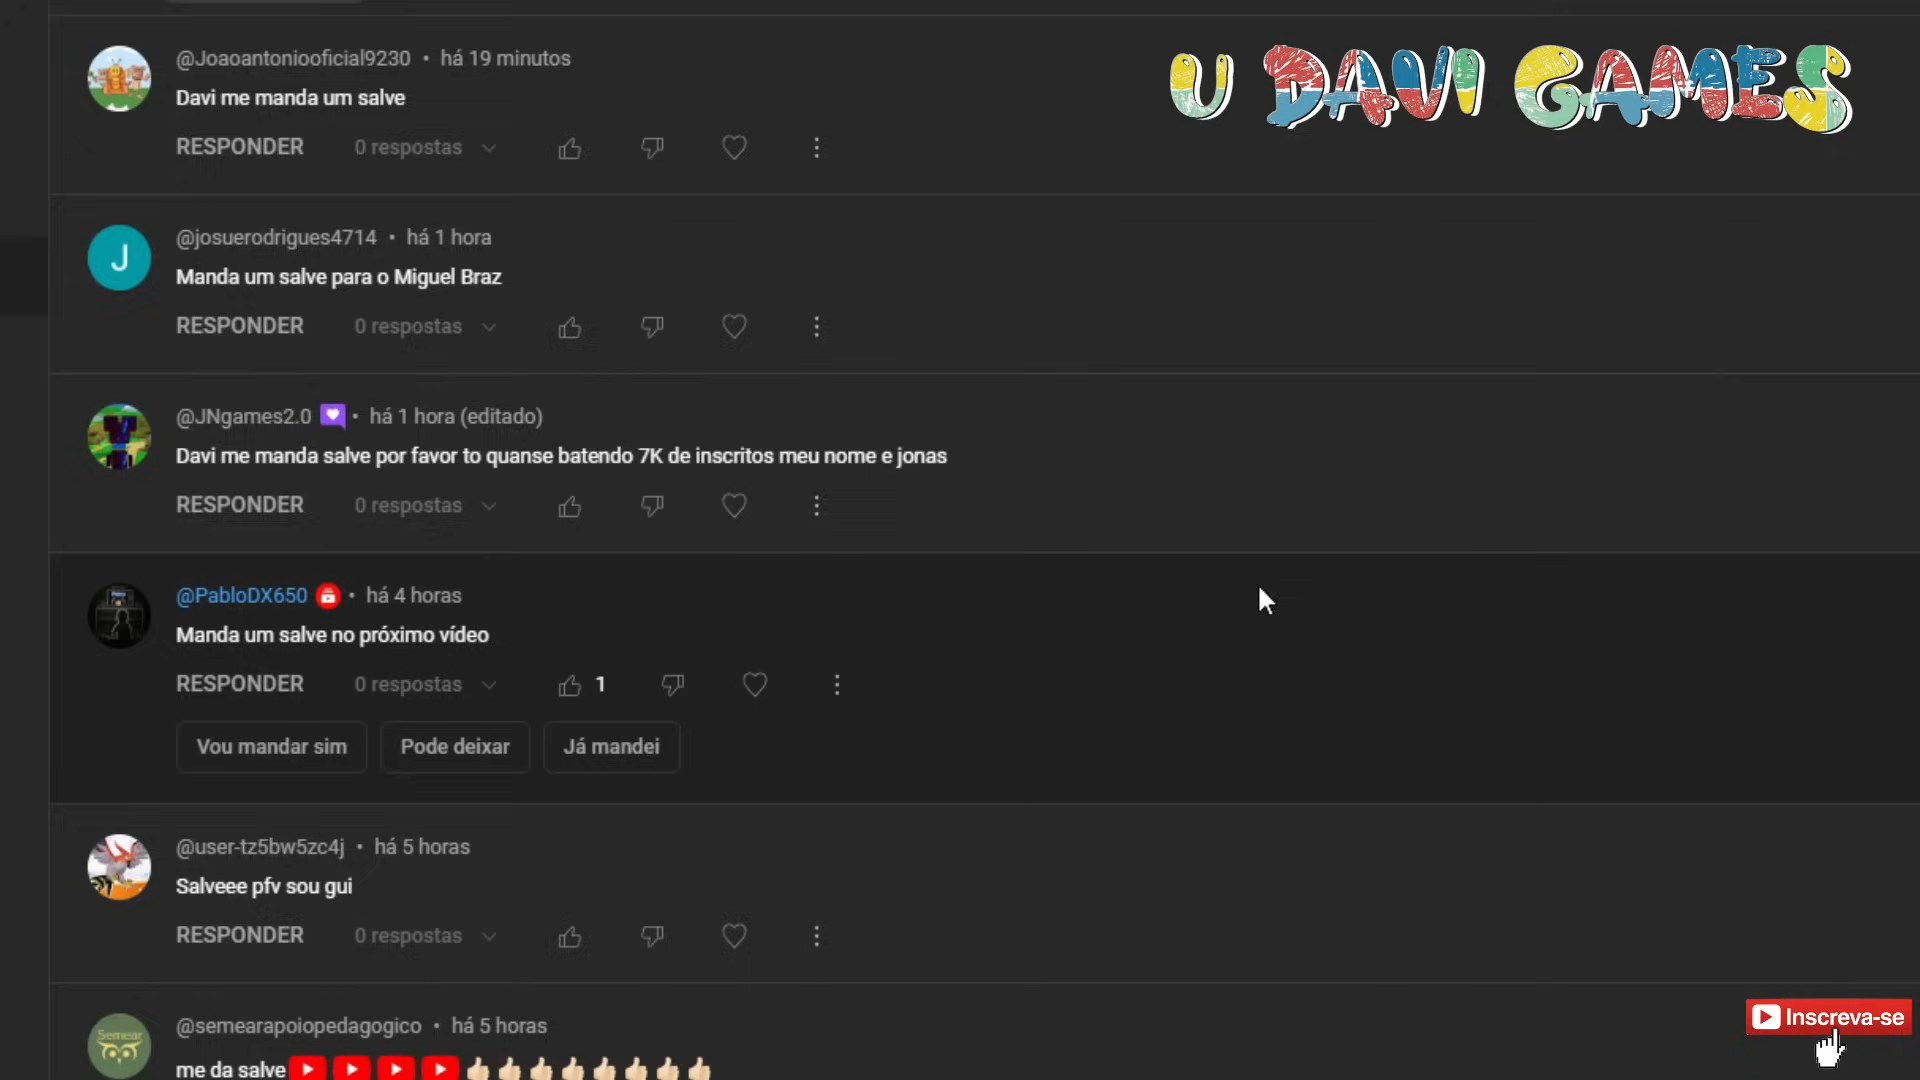 U DAVI GAMES
@Joaoantoniooficial9230 • há 19 minutos
Davi me manda um salve
RESPONDER 0 respostas
J
@josuerodrigues4714 • há 1 hora
Manda um salve para o Miguel Braz
RESPONDER 0 respostas
@JNgames2.0 • há 1 hora (editado)
Davi me manda salve por favor to quanse batendo 7K de inscritos meu nome e jonas
RESPONDER 0 respostas
@PabloDX650 • há 4 horas
Manda um salve no próximo vídeo
RESPONDER 0 respostas 1
Vou mandar sim Pode deixar Já mandei
@user-tz5bw5zc4j • há 5 horas
Salveee pfv sou gui
RESPONDER 0 respostas
Semear
@semearapoiopedagogico • há 5 horas
me da salve
Inscreva-se